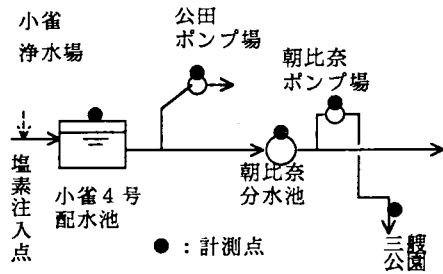 小雀
浄水場
公田
ポンプ場
朝比奈
ポンプ場
塩素注入点
小雀4号
配水池
朝比奈
分水池
三艘
公園
●：計測点